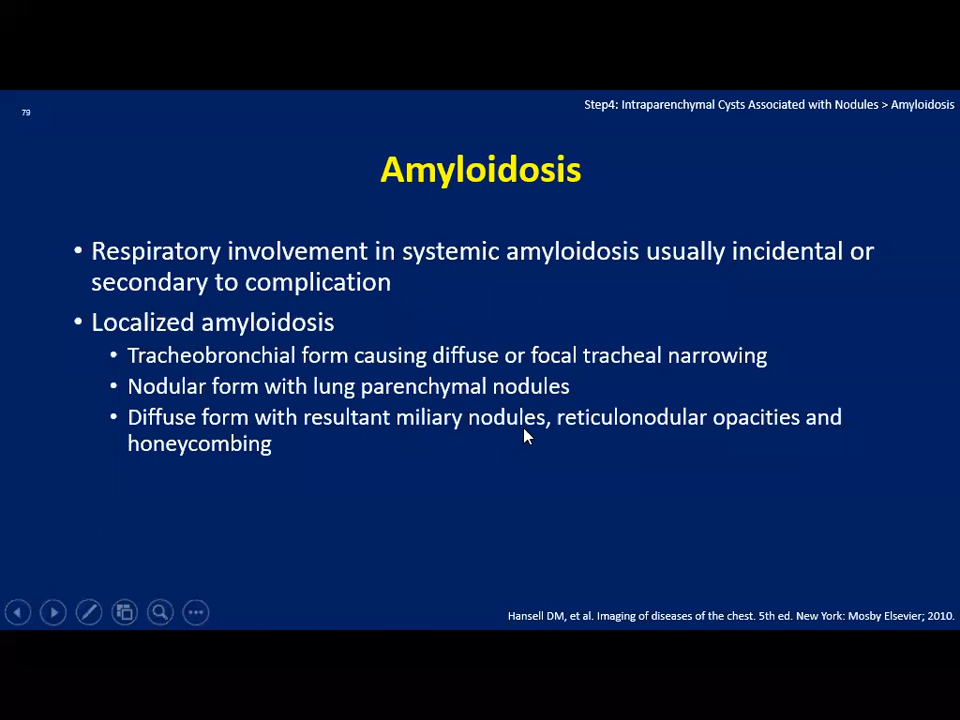 Step4: Intraparenchymal Cysts Associated with Nodules > Amyloidosis
79
Amyloidosis
• Respiratory involvement in systemic amyloidosis usually incidental or
secondary to complication
• Localized amyloidosis
• Tracheobronchial form causing diffuse or focal tracheal narrowing
• Nodular form with lung parenchymal nodules
• Diffuse form with resultant miliary nodules, reticulonodular opacities and
honeycombing
Hansell DM, et al. Imaging of diseases of the chest. 5th ed. New York: Mosby Elsevier; 2010.